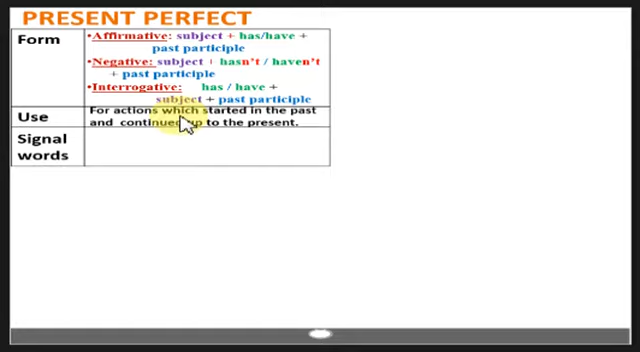 PRESENT PERFECT
Form
•Affirmative: subject + has/have +
past participle
•Negative: subject + hasn't / haven't
+ past participle
•Interrogative: has / have +
subject + past participle
Use
For actions which started in the past
and continued up to the present.
Signal
words